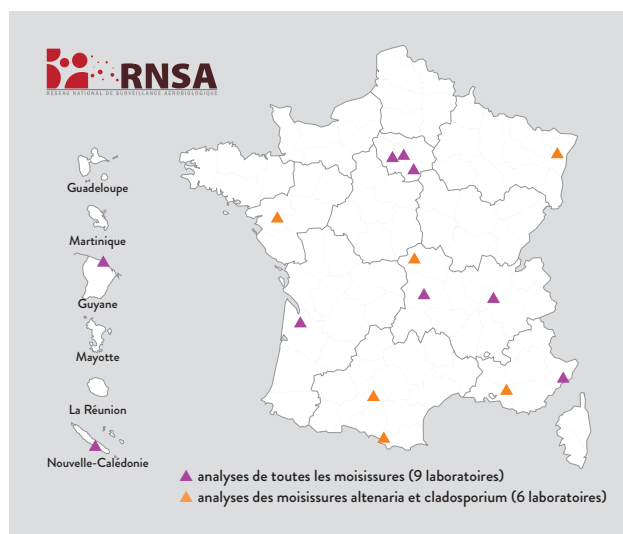 RNSA
RÉSEAU NATIONAL DE SURVEILLANCE AÉROBIOLOGIQUE
Guadeloupe
Martinique
Guyane
Mayotte
La Réunion
Nouvelle-Calédonie
analyses de toutes les moisissures (9 laboratoires)
analyses des moisissures altenaria et cladosporium (6 laboratoires)